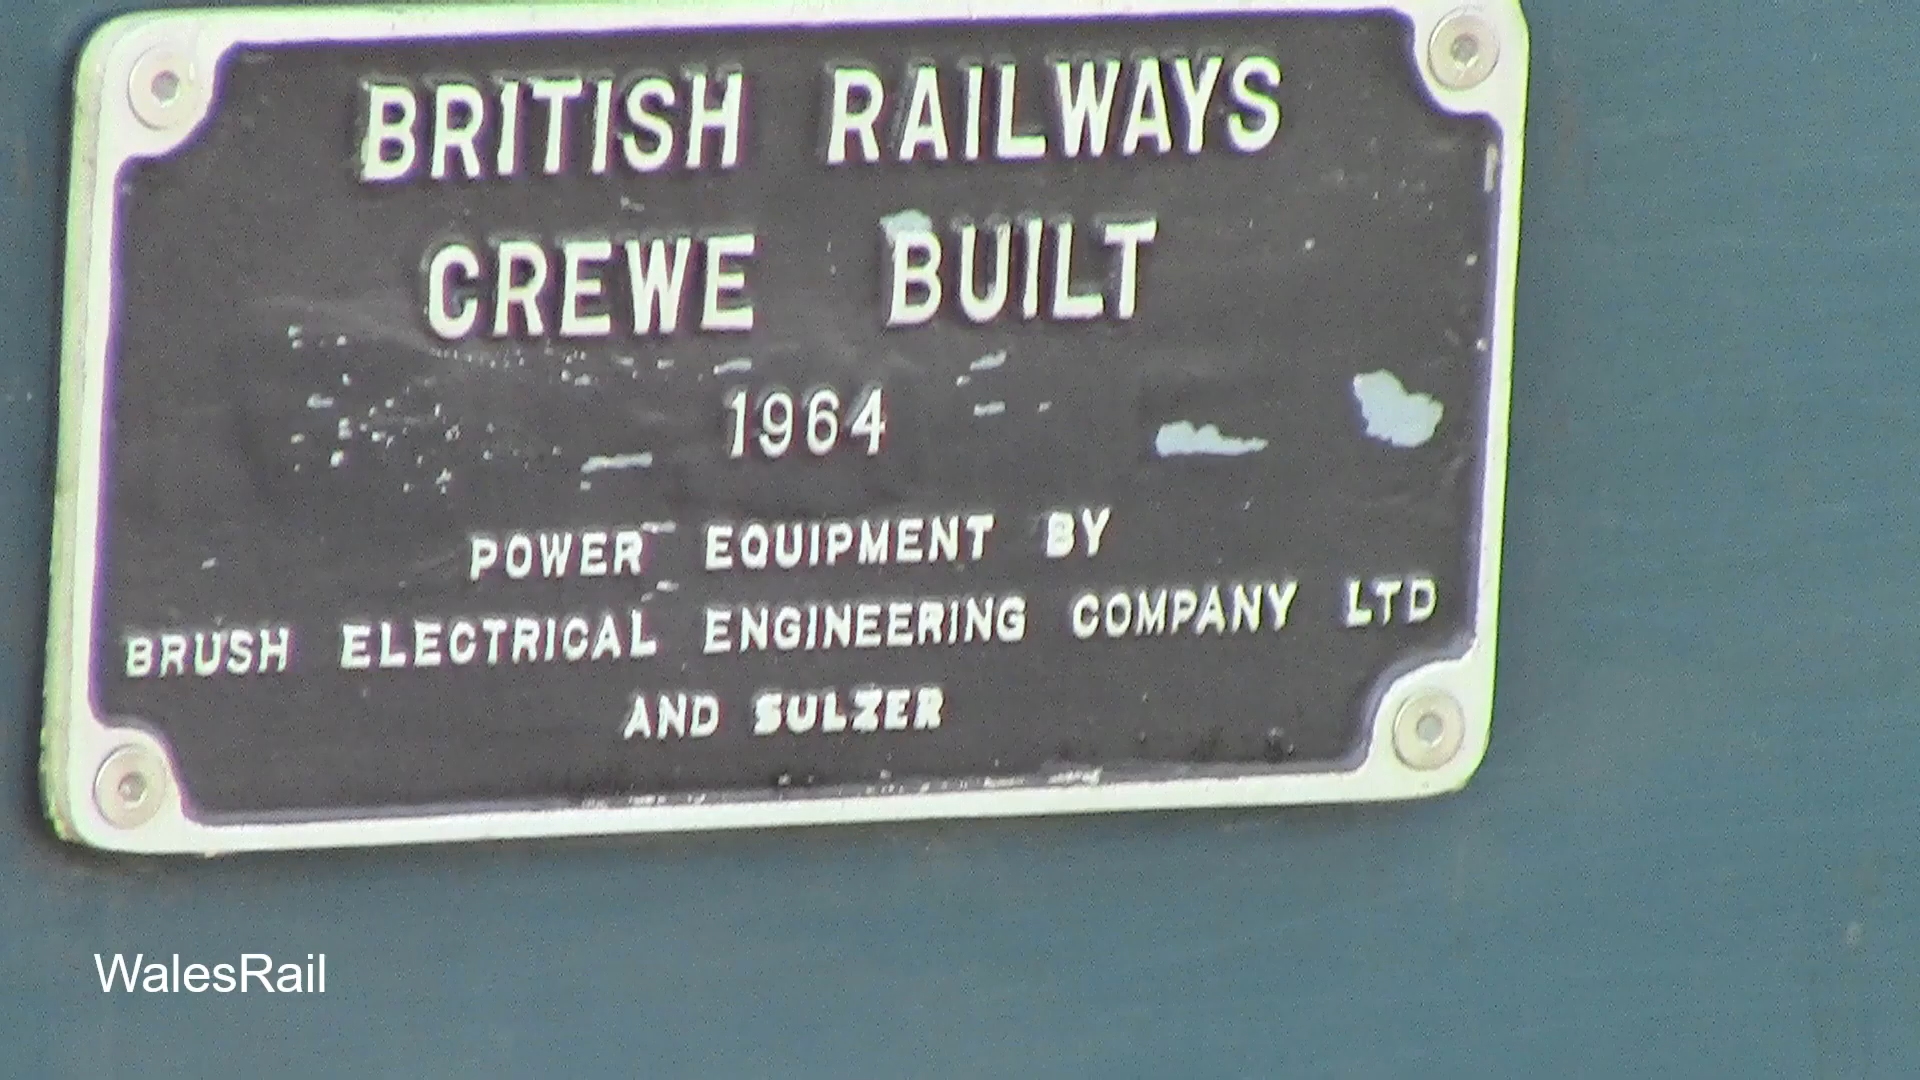 BRITISH RAILWAYS
CREWE BUILT
1964
POWER EQUIPMENT BY
BRUSH ELECTRICAL ENGINEERING COMPANY LTD
AND SULZER
WalesRail